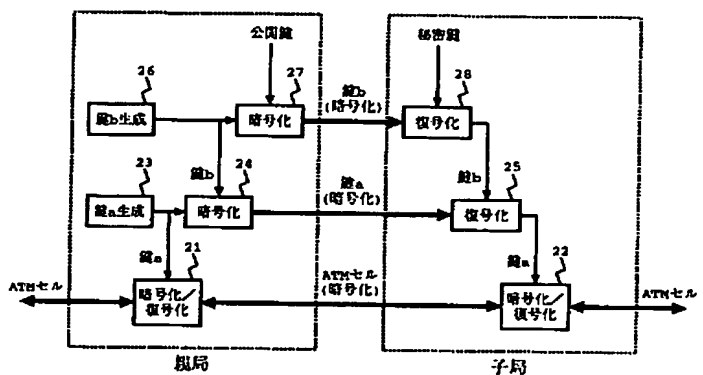 公開鍵
秘密鍵
26
27
28
鍵b生成
暗号化
鍵b
(暗号化)
復号化
鍵b
鍵b
23
24
25
鍵a生成
暗号化
鍵a
(暗号化)
復号化
鍵a
21
鍵a
22
ATMセル
暗号化/
復号化
ATMセル
(暗号化)
暗号化/
復号化
ATMセル
親局
子局